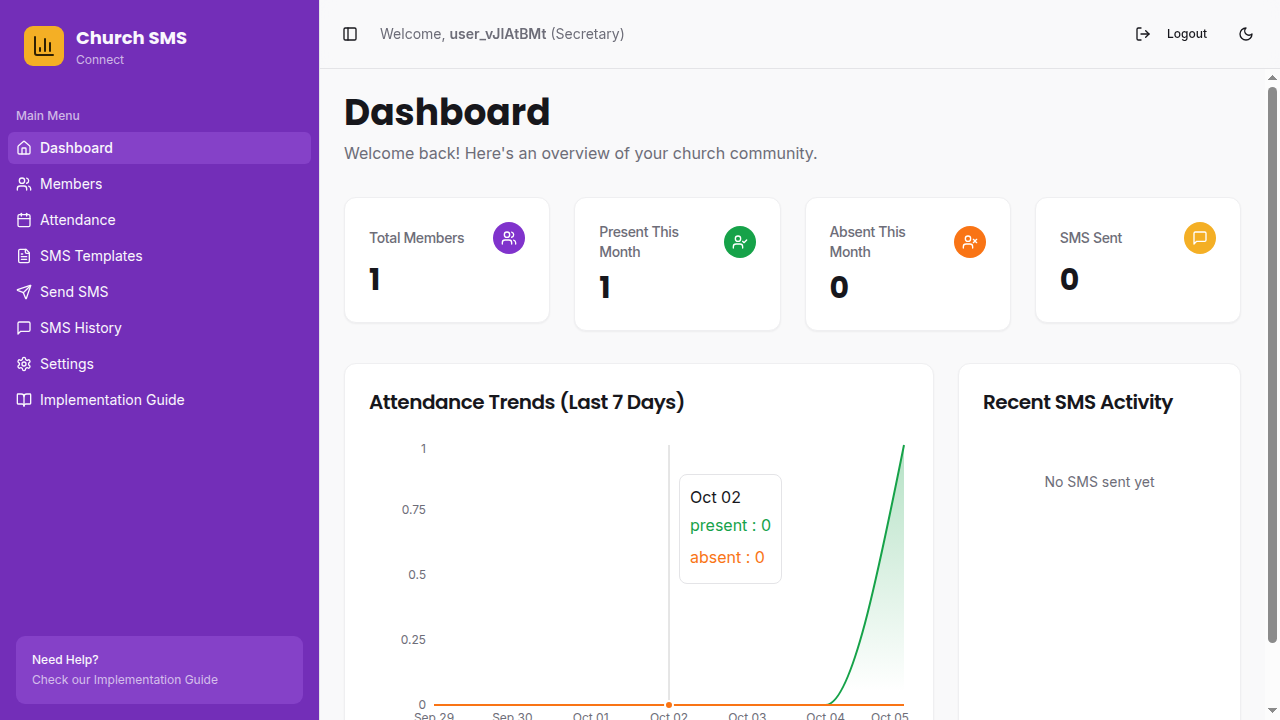 Church SMS
Connect
Main Menu
Dashboard
Members
Attendance
SMS Templates
Send SMS
SMS History
Settings
Implementation Guide
Need Help?
Check our Implementation Guide
Welcome, user_vJlAtBMt (Secretary)
Logout
Dashboard
Welcome back! Here's an overview of your church community.
Total Members
1
Present This
Month
1
Absent This
Month
0
SMS Sent
0
Attendance Trends (Last 7 Days)
1
0.75
0.5
0.25
0
Oct 02
present : 0
absent : 0
Sep 29 Sep 30 Oct 01 Oct 02 Oct 03 Oct 04 Oct 05
Recent SMS Activity
No SMS sent yet